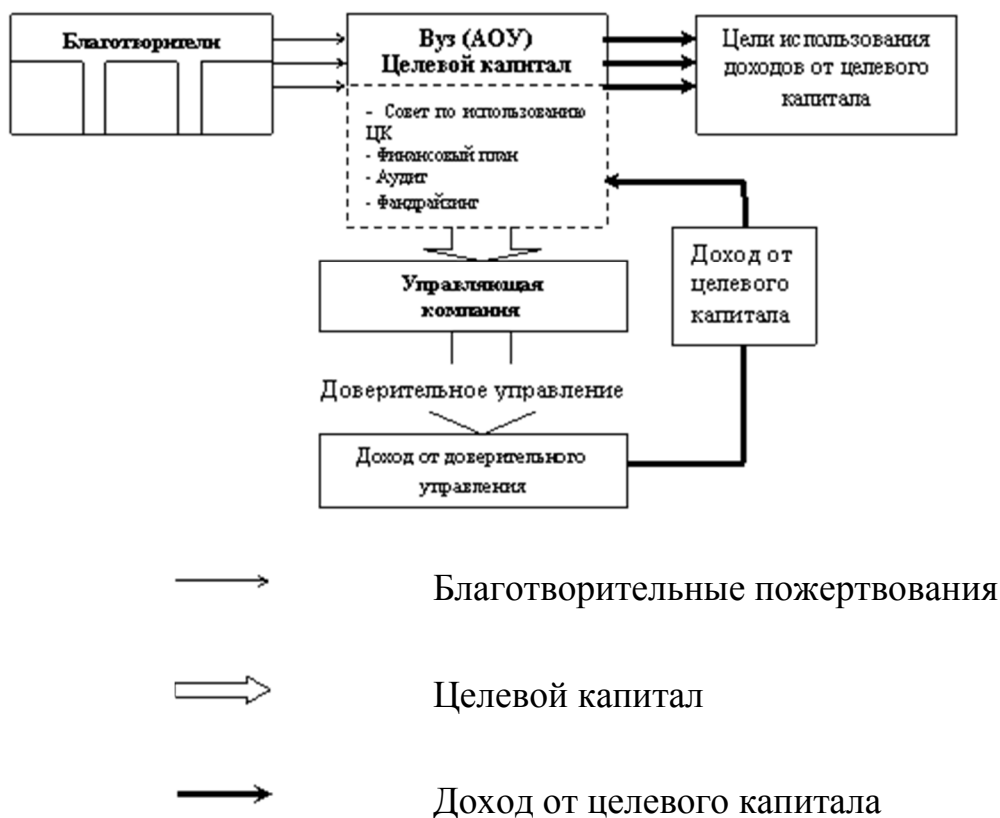 Благотворители
Вуз (АОУ)
Целевой капитал
- Совет по использованию
ЦК
- Финансовый план
- Аудит
- Фандрайзинг
Цели использования
доходов от целевого
капитала
Доход от
целевого
капитала
Управляющая
компания
Доверительное управление
Доход от доверительного
управления
Благотворительные пожертвования
Целевой капитал
Доход от целевого капитала